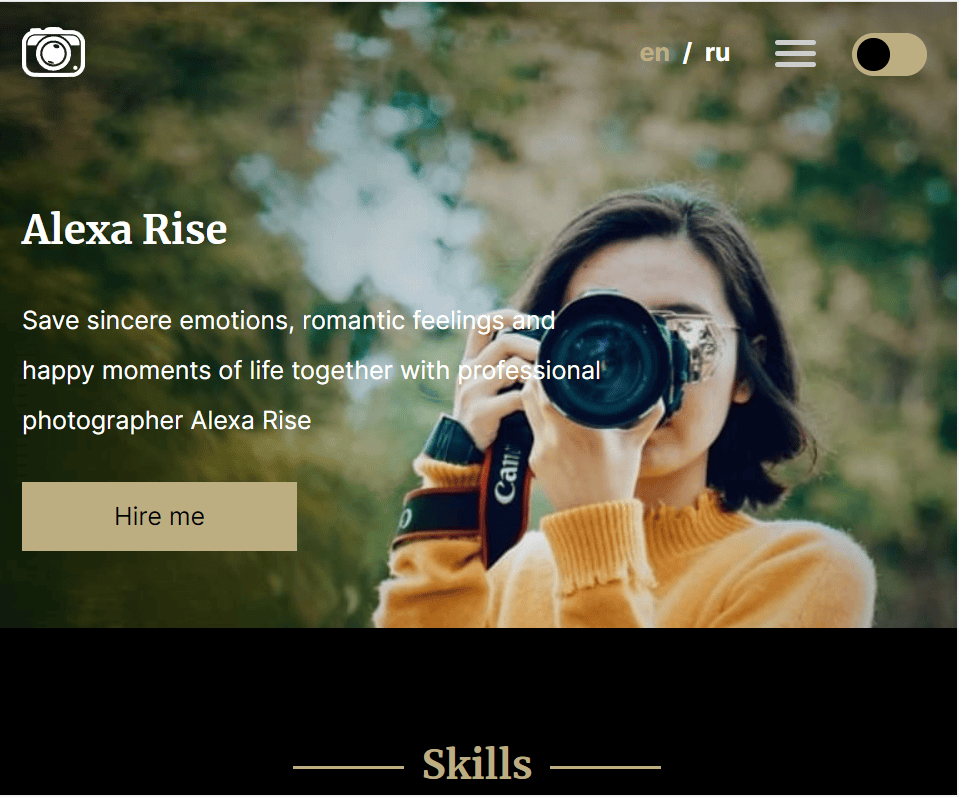 en / ru
Alexa Rise
Save sincere emotions, romantic feelings and
happy moments of life together with professional
photographer Alexa Rise
Can
Hire me
Skills